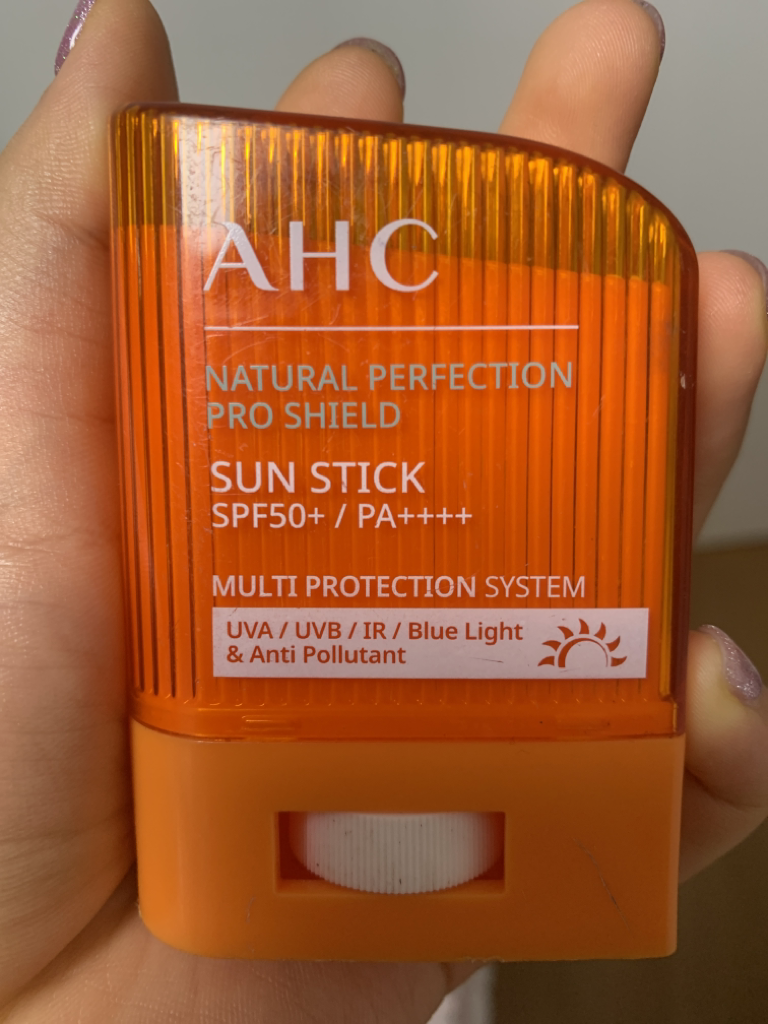 AHC
NATURAL PERFECTION
PRO SHIELD
SUN STICK
SPF50+ / PA++++
MULTI PROTECTION SYSTEM
UVA / UVB / IR / Blue Light
& Anti Pollutant